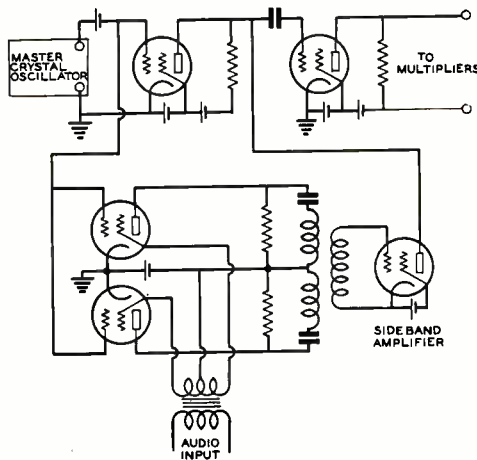 MASTER
CRYSTAL
OSCILLATOR
TO
MULTIPLIERS
SIDEBAND
AMPLIFIER
AUDIO
INPUT